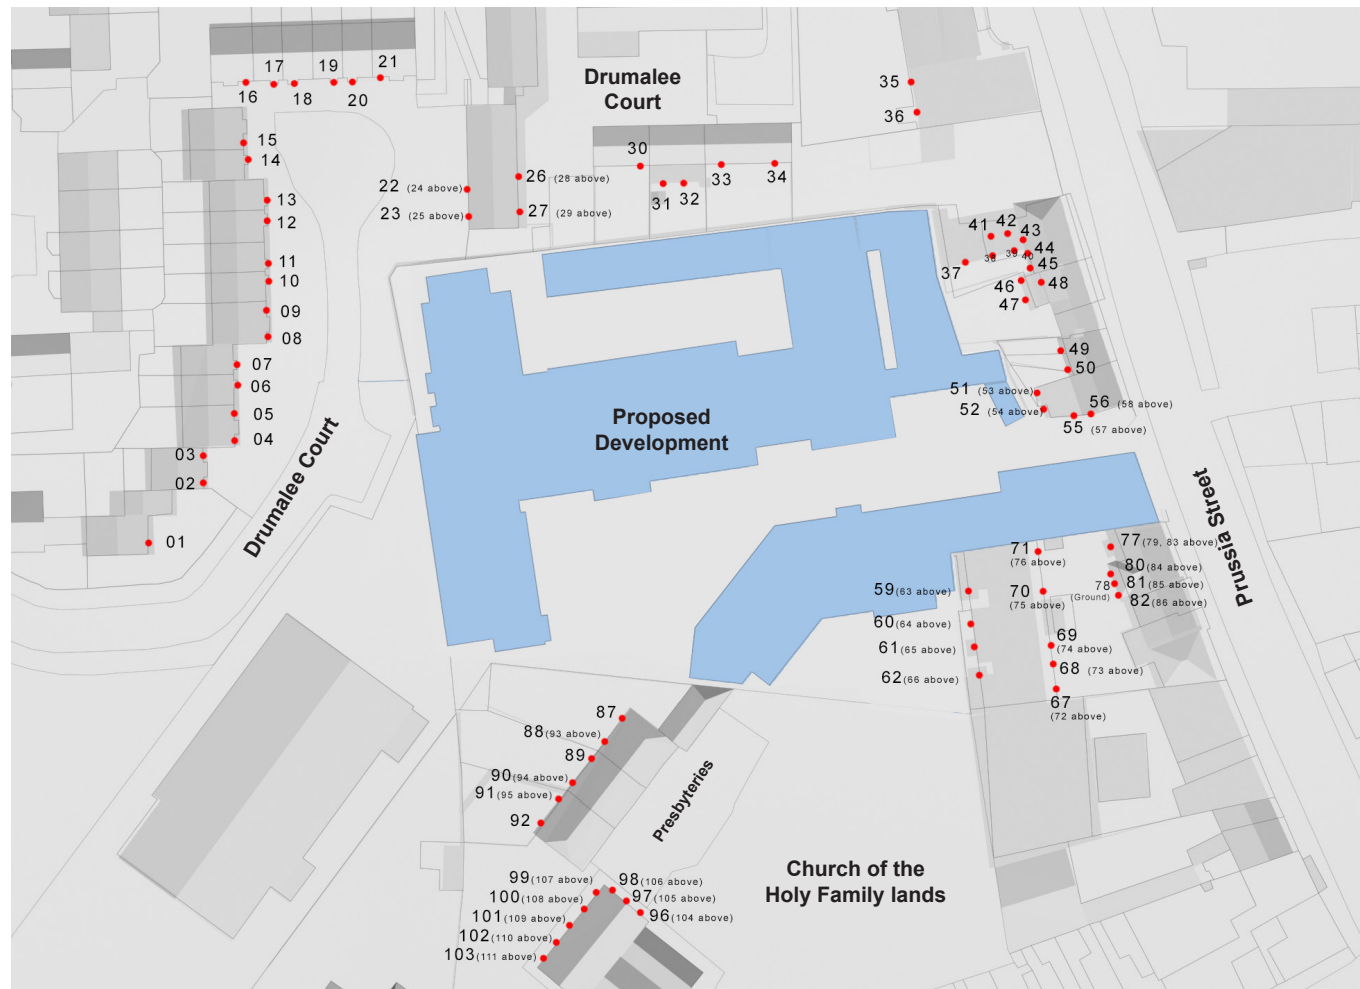 17
19
21
16
18
20
Drumalee
Court
35
36
15
14
30
33
34
31
32
26 (28 above)
22 (24 above)
23 (25 above)
27 (29 above)
13
12
11
10
09
08
41
42
43
44
37
38
39
40
45
46
47
48
07
06
05
04
49
50
51 (53 above)
52 (54 above)
56 (58 above)
55 (57 above)
Proposed
Development
03
02
01
Drumalee Court
Prussia Street
71
(76 above)
77 (79, 83 above)
80 (84 above)
78
(Ground)
81 (85 above)
82 (86 above)
59 (63 above)
70
(75 above)
60 (64 above)
61 (65 above)
62 (66 above)
69
(74 above)
68 (73 above)
67
(72 above)
87
88 (93 above)
89
90 (94 above)
91 (95 above)
92
Presbyteries
Church of the
Holy Family lands
99 (107 above)
98 (106 above)
100 (108 above)
97 (105 above)
101 (109 above)
96 (104 above)
102 (110 above)
103 (111 above)